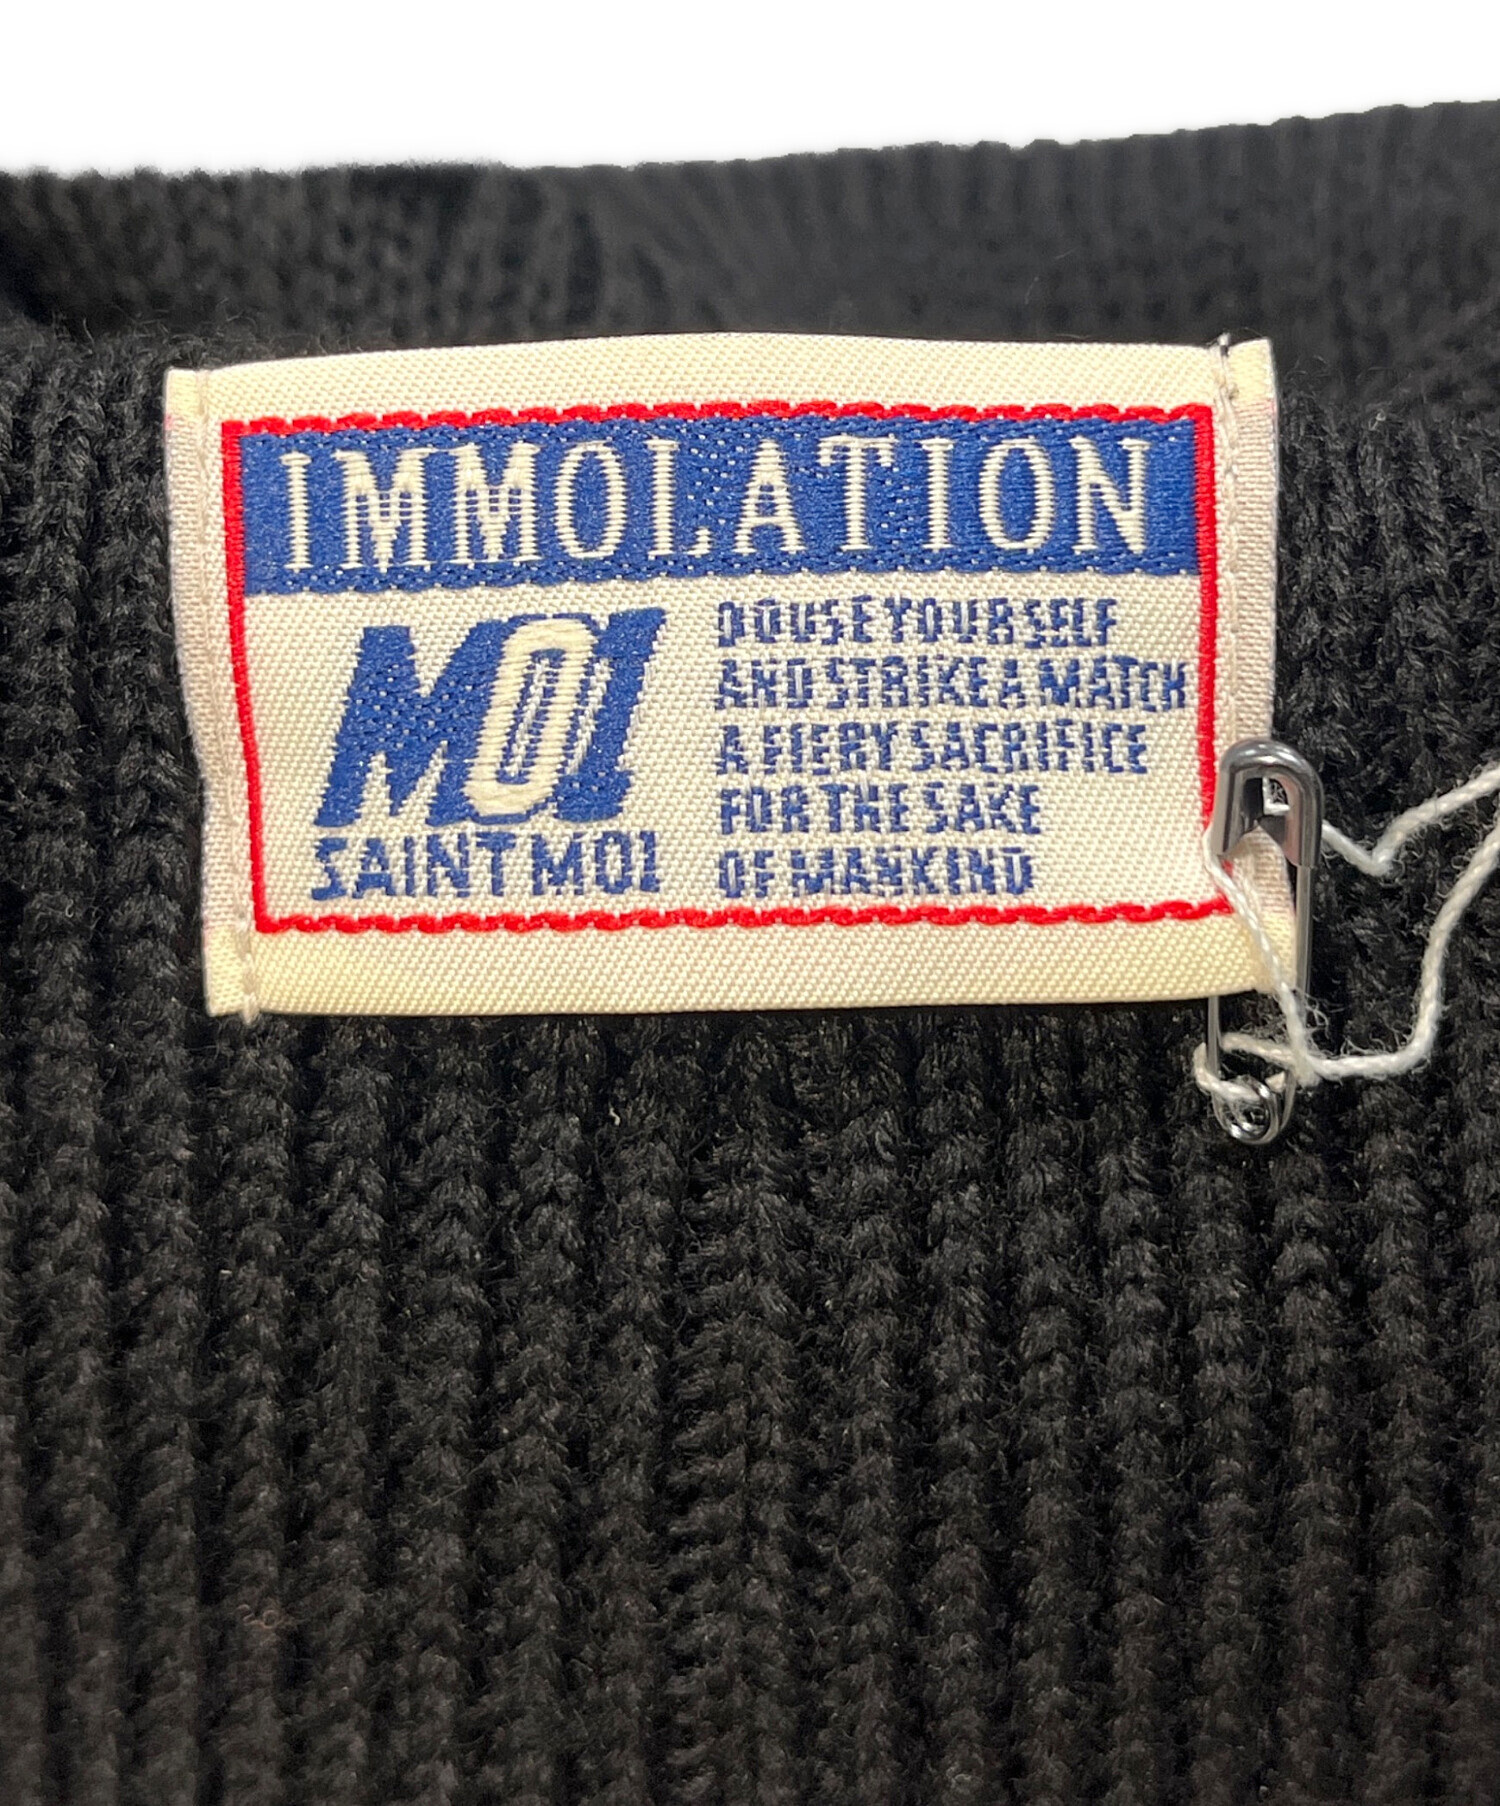 IMMOLATION
MOI
SAINT MOI
DOUSE YOURSELF
AND STRIKE A MATCH
A FIERY SACRIFICE
FOR THE SAKE
OF MANKIND